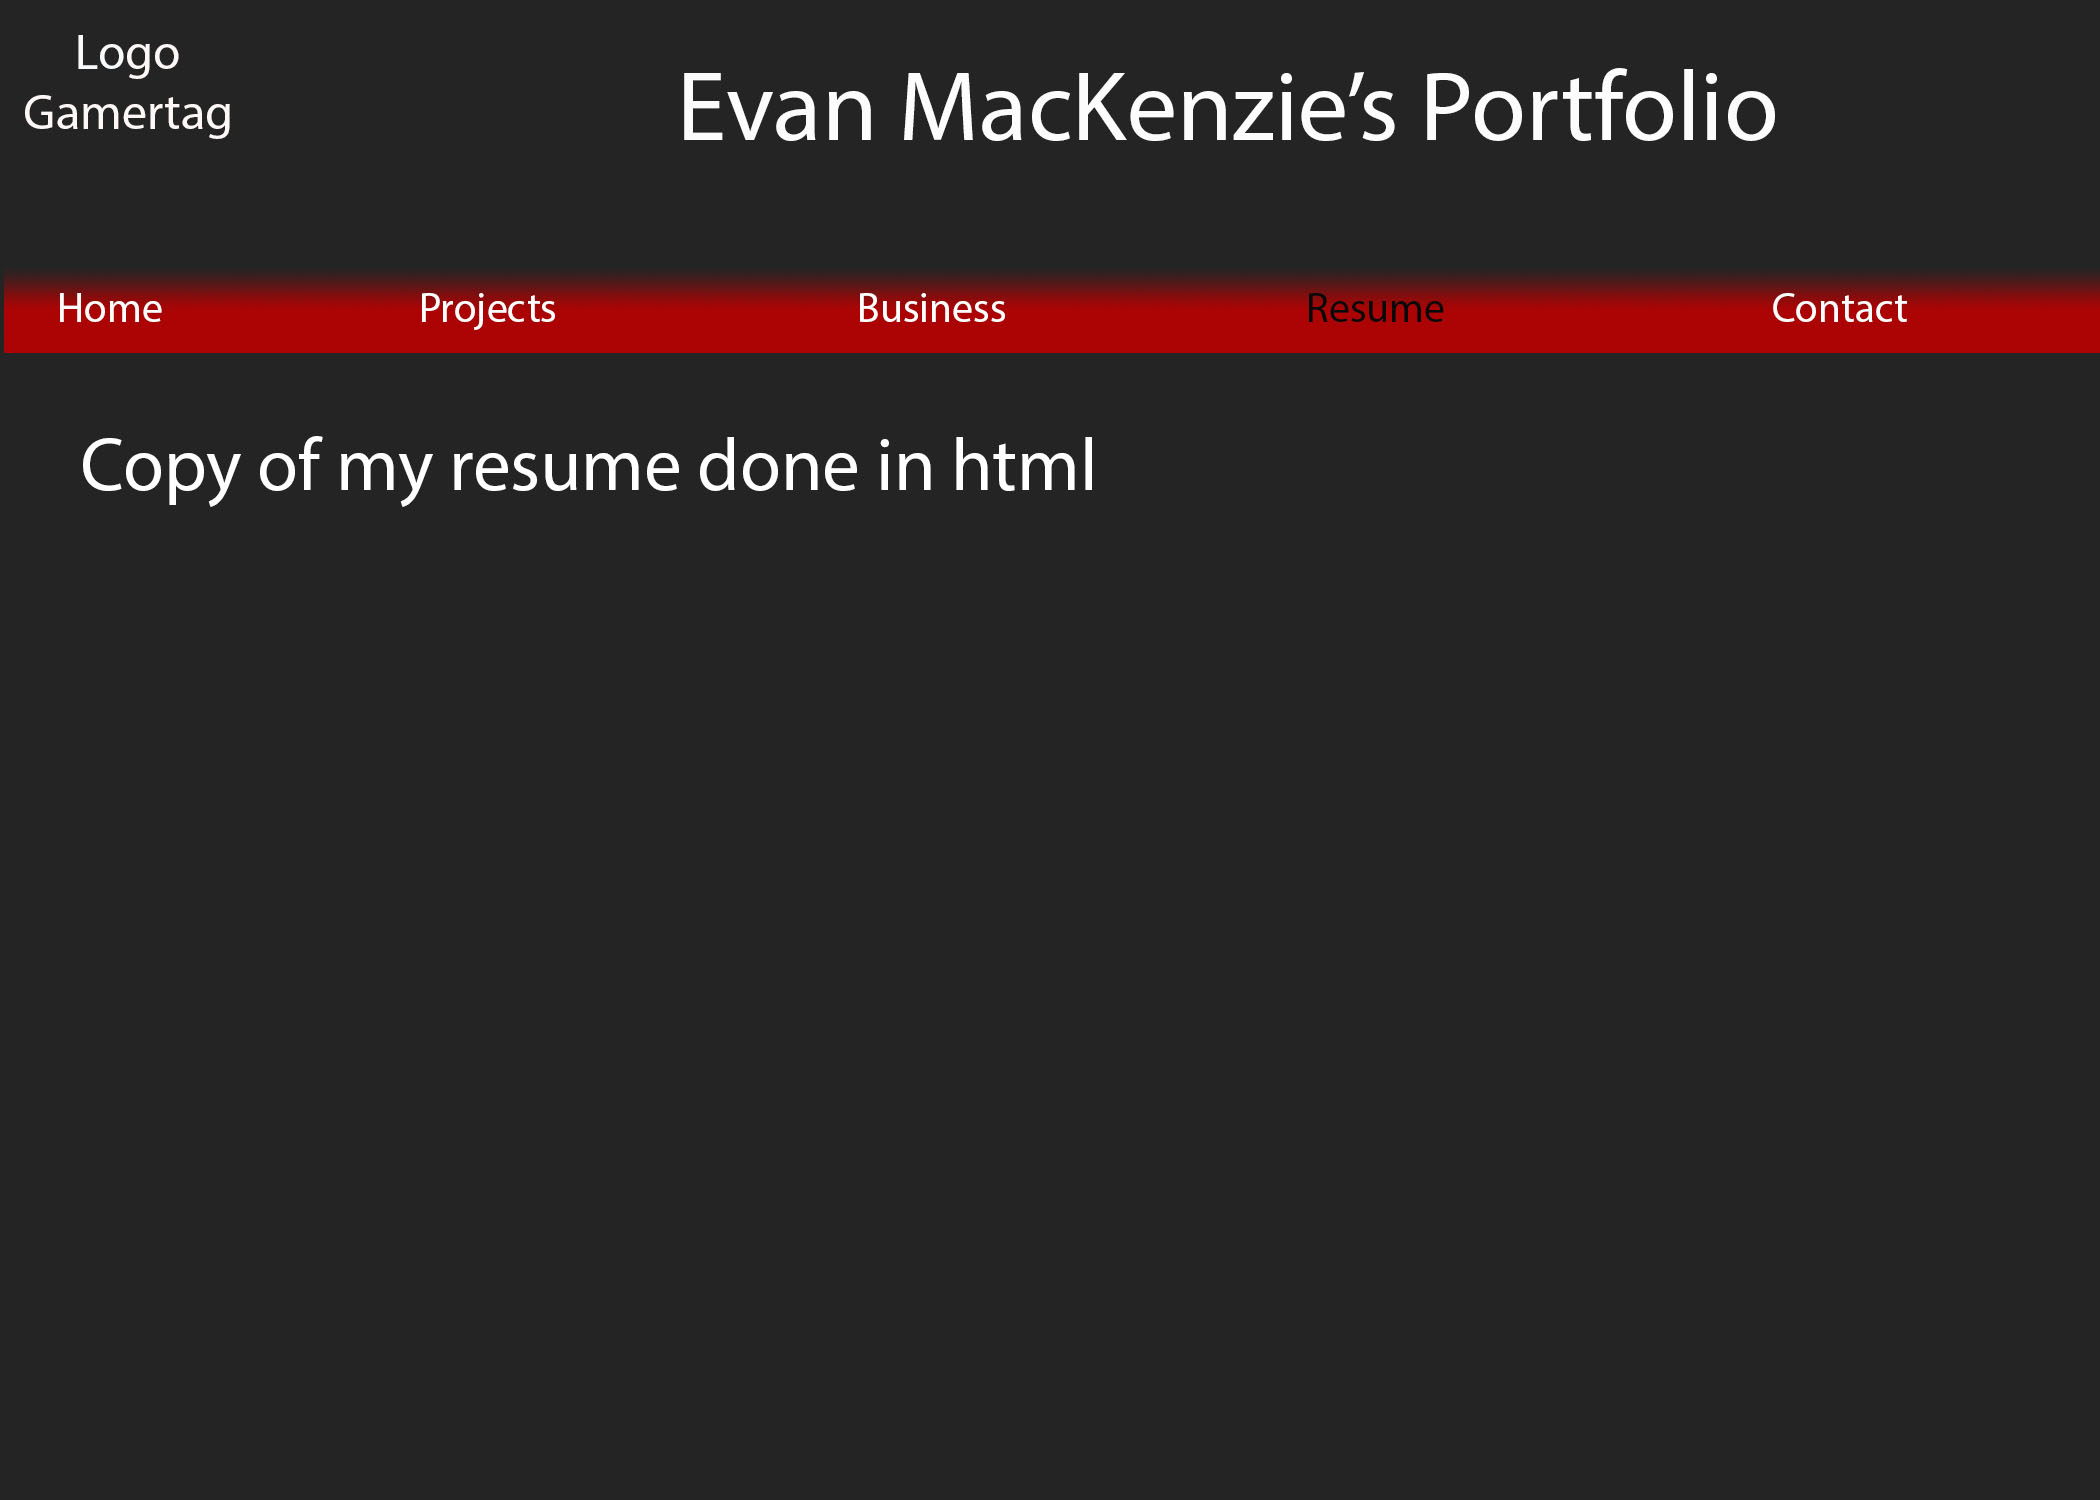 Logo
Gamertag
Evan MacKenzie’s Portfolio
Home Projects Business Resume Contact
Copy of my resume done in html